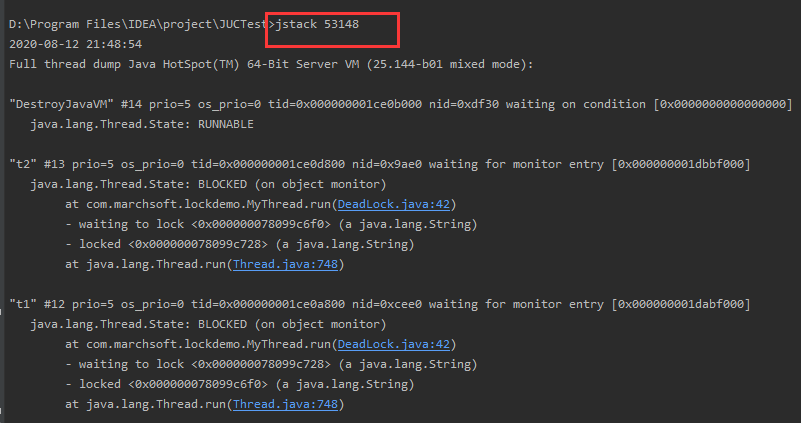 D:\Program Files\IDEA\project\JUCTest>jstack 53148
2020-08-12 21:48:54
Full thread dump Java HotSpot(TM) 64-Bit Server VM (25.144-b01 mixed mode):
"DestroyJavaVM" #14 prio=5 os_prio=0 tid=0x000000001ce0b000 nid=0xdf30 waiting on condition [0x0000000000000000]
java.lang.Thread.State: RUNNABLE
"t2" #13 prio=5 os_prio=0 tid=0x000000001ce0d800 nid=0x9ae0 waiting for monitor entry [0x000000001dbbf000]
java.lang.Thread.State: BLOCKED (on object monitor)
at com.marchsoft.lockdemo.MyThread.run(DeadLock.java:42)
- waiting to lock <0x000000078099c6f0> (a java.lang.String)
- locked <0x000000078099c728> (a java.lang.String)
at java.lang.Thread.run(Thread.java:748)
"t1" #12 prio=5 os_prio=0 tid=0x000000001ce0a800 nid=0xcee0 waiting for monitor entry [0x000000001dabf000]
java.lang.Thread.State: BLOCKED (on object monitor)
at com.marchsoft.lockdemo.MyThread.run(DeadLock.java:42)
- waiting to lock <0x000000078099c728> (a java.lang.String)
- locked <0x000000078099c6f0> (a java.lang.String)
at java.lang.Thread.run(Thread.java:748)